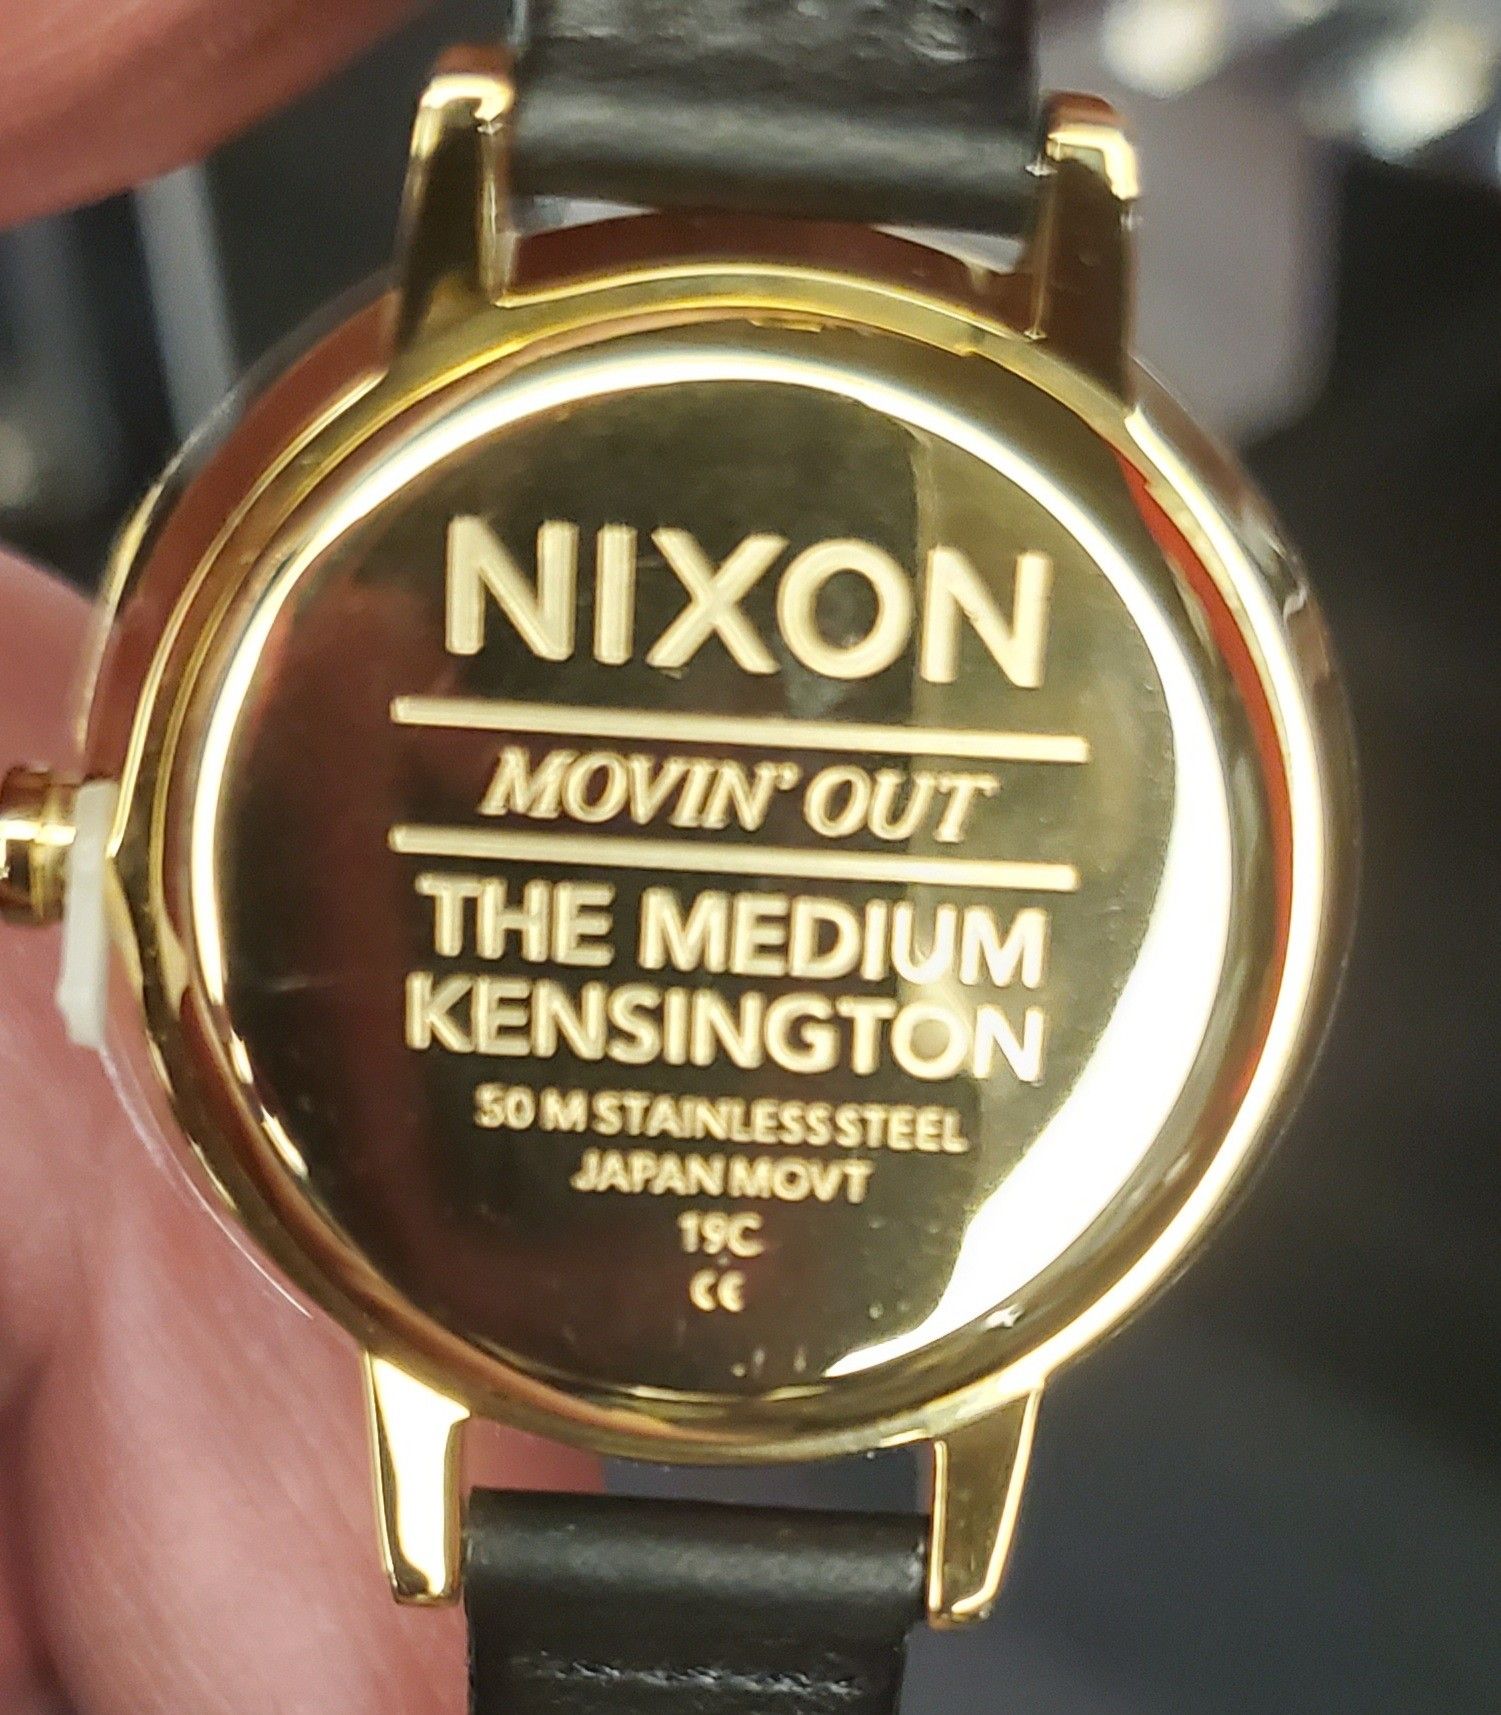 NIXON
MOVIN' OUT
THE MEDIUM
KENSINGTON
50 M STAINLESS STEEL
JAPAN MOVT
19C
CE